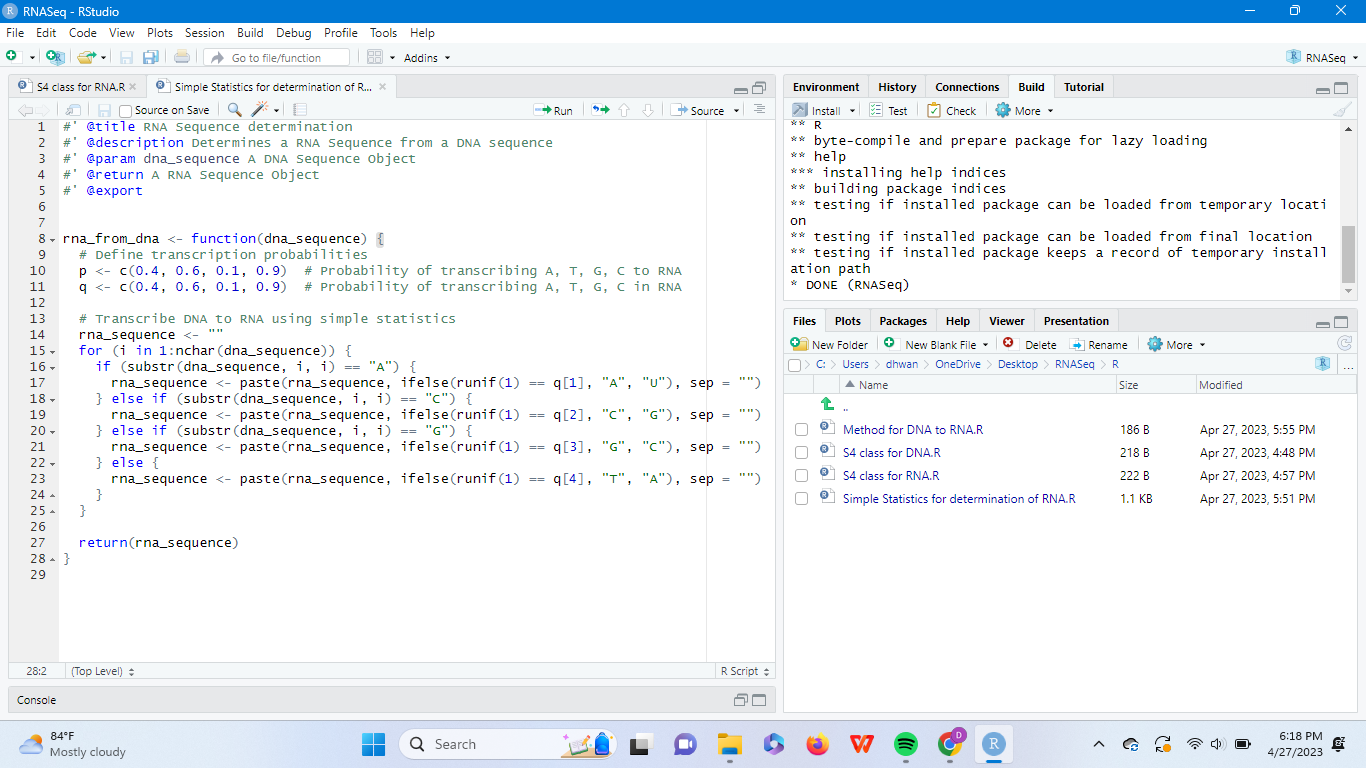 RNASeq - RStudio
File Edit Code View Plots Session Build Debug Profile Tools Help
Go to file/function Addins RNASeq
S4 class for RNA.R Simple Statistics for determination of R...
Source on Save Run Source
1 #' @title RNA Sequence determination
2 #' @description Determines a RNA Sequence from a DNA sequence
3 #' @param dna_sequence A DNA Sequence Object
4 #' @return A RNA Sequence Object
5 #' @export
6
7
8 rna_from_dna <- function(dna_sequence) {
9 # Define transcription probabilities
10 p <- c(0.4, 0.6, 0.1, 0.9) # Probability of transcribing A, T, G, C to RNA
11 q <- c(0.4, 0.6, 0.1, 0.9) # Probability of transcribing A, T, G, C in RNA
12
13 # Transcribe DNA to RNA using simple statistics
14 rna_sequence <- ""
15 for (i in 1:nchar(dna_sequence)) {
16 if (substr(dna_sequence, i, i) == "A") {
17 rna_sequence <- paste(rna_sequence, ifelse(runif(1) == q[1], "A", "U"), sep = "")
18 } else if (substr(dna_sequence, i, i) == "C") {
19 rna_sequence <- paste(rna_sequence, ifelse(runif(1) == q[2], "C", "G"), sep = "")
20 } else if (substr(dna_sequence, i, i) == "G") {
21 rna_sequence <- paste(rna_sequence, ifelse(runif(1) == q[3], "G", "C"), sep = "")
22 } else {
23 rna_sequence <- paste(rna_sequence, ifelse(runif(1) == q[4], "T", "A"), sep = "")
24 }
25 }
26
27 return(rna_sequence)
28 }
29
28:2 (Top Level) R Script
Console
Environment History Connections Build Tutorial
Install Test Check More
** R
** byte-compile and prepare package for lazy loading
** help
*** installing help indices
** building package indices
** testing if installed package can be loaded from temporary locati
on
** testing if installed package can be loaded from final location
** testing if installed package keeps a record of temporary install
ation path
* DONE (RNASeq)
Files Plots Packages Help Viewer Presentation
New Folder New Blank File Delete Rename More
C: Users dhwan OneDrive Desktop RNASeq R ...
Name Size Modified
..
Method for DNA to RNA.R 186 B Apr 27, 2023, 5:55 PM
S4 class for DNA.R 218 B Apr 27, 2023, 4:48 PM
S4 class for RNA.R 222 B Apr 27, 2023, 4:57 PM
Simple Statistics for determination of RNA.R 1.1 KB Apr 27, 2023, 5:51 PM
84°F
Mostly cloudy
Search
D
6:18 PM
4/27/2023